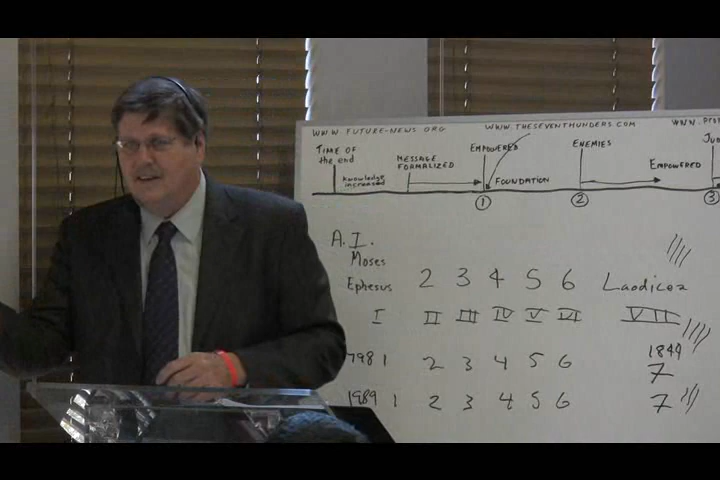 WWW. FUTURE-NEWS ORG WWW.THESEVENTHUNDERS.COM WWW.
TIME OF the end EMPOWERED ENEMIES
MESSAGE FORMALIZED EMPOWERED
Knowledge increased FOUNDATION
1 2 3
A.I.
Moses
Ephesus 2 3 4 5 6 Laodicea
I II III IV V VI VII
1844
798 1 2 3 4 5 6 7
1989 1 2 3 4 5 6 7